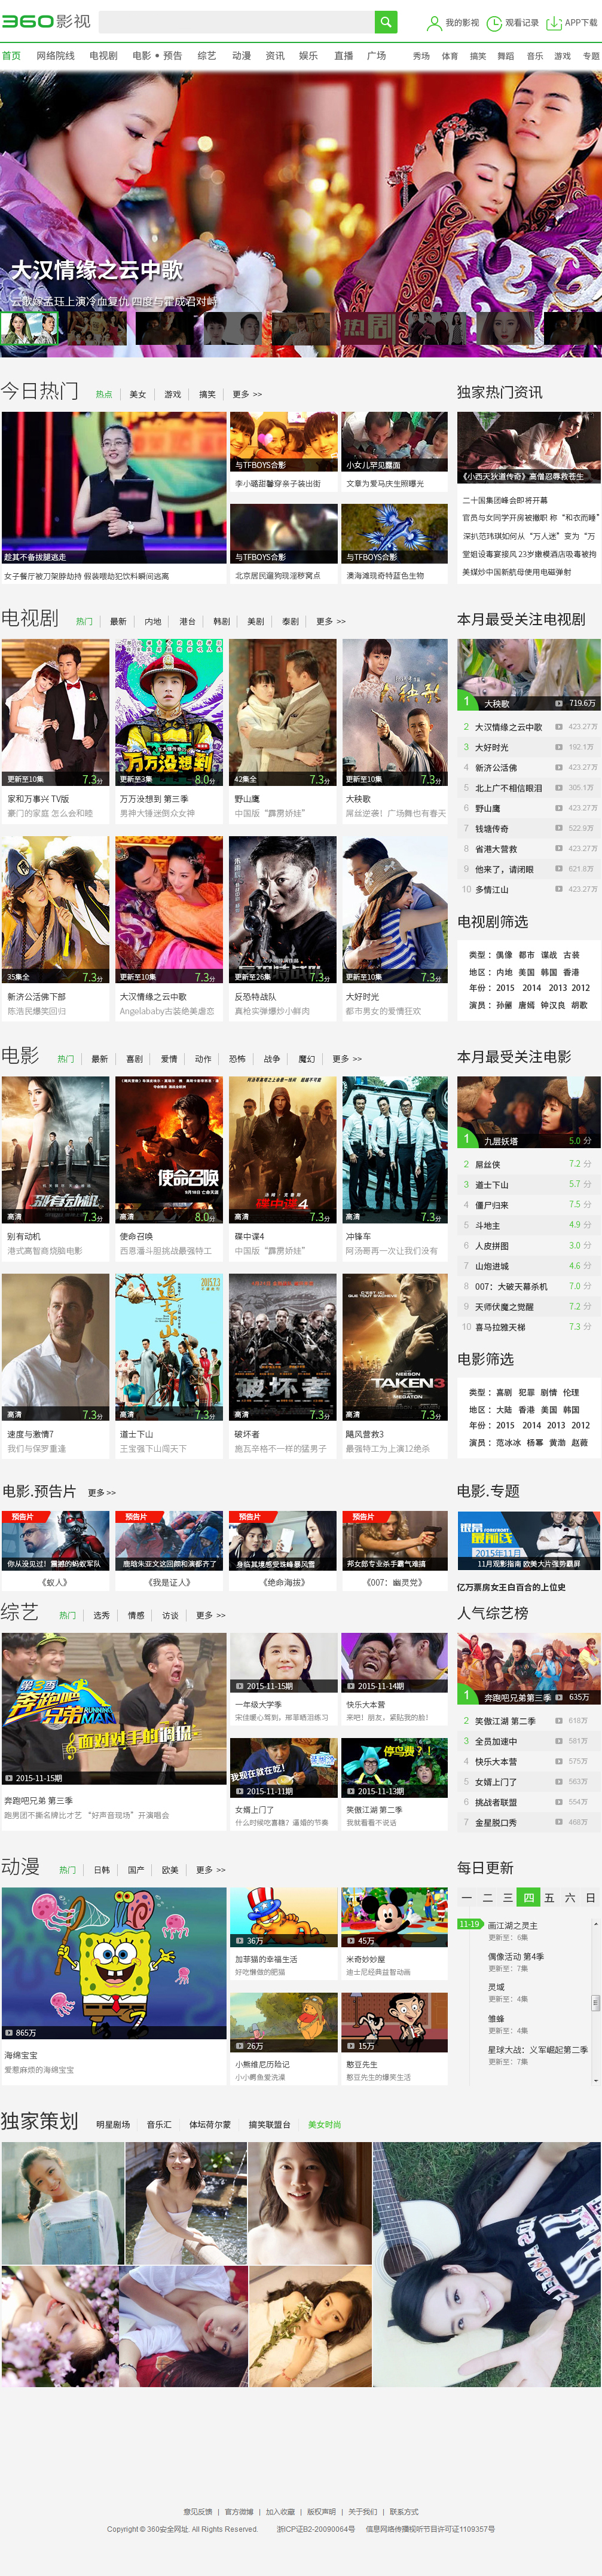 360影视
我的影视
观看记录
APP下载
首页 网络院线 电视剧 电影 • 预告 综艺 动漫 资讯 娱乐 直播 广场
秀场 体育 搞笑 舞蹈 音乐 游戏 专题
大汉情缘之云中歌
云歌嫁孟珏上演冷血复仇 四度与霍成君对峙
热剧
今日热门 热点 美女 游戏 搞笑 更多 >>
趁其不备拔腿逃走
女子餐厅被刀架脖劫持 假装喂劫犯饮料瞬间逃离
与TFBOYS合影
李小璐甜馨穿亲子装出街
小女儿罕见露面
文章为爱马庆生照曝光
与TFBOYS合影
北京居民遛狗现淫秽窝点
与TFBOYS合影
澳海滩现奇特蓝色生物
独家热门资讯
《小西天狄道传奇》高僧忍辱救苍生
二十国集团峰会即将开幕
官员与女同学开房被撤职 称“和衣而睡”
深扒范玮琪如何从“万人迷”变为“万
堂姐设毒宴接风 23岁嫩模酒店吸毒被拘
美媒炒中国新航母使用电磁弹射
电视剧 热门 最新 内地 港台 韩剧 美剧 泰剧 更多 >>
更新至10集 7.3分
家和万事兴 TV版
豪门的家庭 怎么会和睦
万万没想到
更新至3集 8.0分
万万没想到 第三季
男神大锤迷倒众女神
42集全 7.3分
野山鹰
中国版“霹雳娇娃”
大秧歌
更新至10集 7.3分
大秧歌
屌丝逆袭！广场舞也有春天
35集全 7.3分
新济公活佛下部
陈浩民爆笑回归
更新至10集 7.3分
大汉情缘之云中歌
Angelababy古装绝美虐恋
更新至26集 7.3分
反恐特战队
真枪实弹爆炒小鲜肉
更新至10集 7.3分
大好时光
都市男女的爱情狂欢
本月最受关注电视剧
1 大秧歌 719.6万
2 大汉情缘之云中歌 423.27万
3 大好时光 192.1万
4 新济公活佛 423.27万
5 北上广不相信眼泪 305.1万
6 野山鹰 423.27万
7 钱塘传奇 522.9万
8 省港大营救 423.27万
9 他来了，请闭眼 621.8万
10 多情江山 423.27万
电视剧筛选
类型：偶像 都市 谍战 古装
地区：内地 美国 韩国 香港
年份：2015 2014 2013 2012
演员：孙俪 唐嫣 钟汉良 胡歌
电影 热门 最新 喜剧 爱情 动作 恐怖 战争 魔幻 更多 >>
别有动机
高清 7.3分
别有动机
港式高智商烧脑电影
使命召唤
高清 8.0分
使命召唤
西恩潘斗胆挑战最强特工
碟中谍4
高清 7.3分
碟中谍4
中国版“霹雳娇娃”
高清 7.3分
冲锋车
阿汤哥再一次让我们没有
高清 7.3分
速度与激情7
我们与保罗重逢
道士下山
2015.7.3
高清 7.3分
道士下山
王宝强下山闯天下
破坏者
高清 7.3分
破坏者
施瓦辛格不一样的猛男子
NEESON
TAKEN3
高清 7.3分
飓风营救3
最强特工为上演12绝杀
本月最受关注电影
1 九层妖塔 5.0 分
2 屌丝侠 7.2 分
3 道士下山 5.7 分
4 僵尸归来 7.5 分
5 斗地主 4.9 分
6 人皮拼图 3.0 分
7 山炮进城 4.6 分
8 007：大破天幕杀机 7.0 分
9 天师伏魔之觉醒 7.2 分
10 喜马拉雅天梯 7.3 分
电影筛选
类型：喜剧 犯罪 剧情 伦理
地区：大陆 香港 美国 韩国
年份：2015 2014 2013 2012
演员：范冰冰 杨幂 黄渤 赵薇
电影.预告片 更多 >>
预告片
你从没见过！震撼的蚂蚁军队
《蚁人》
预告片
鹿晗朱亚文这回颜和演都齐了
《我是证人》
预告片
身临其境感受珠峰暴风雪
《绝命海拔》
预告片
邦女郎专业杀手霸气难搞
《007：幽灵党》
电影.专题
2015年11月
11月观影指南 欧美大片强势霸屏
亿万票房女王白百合的上位史
综艺 热门 选秀 情感 访谈 更多 >>
第3季
奔跑吧兄弟
RUNNING MAN
面对对手的调侃
2015-11-15期
奔跑吧兄弟 第三季
跑男团不撕名牌比才艺 “好声音现场”开演唱会
2015-11-15期
一年级大学季
宋佳暖心骂到，邢菲晒泪练习
2015-11-14期
快乐大本营
来吧！朋友，紧贴我的脸！
我现在就在吃！
2015-11-11期
女婿上门了
什么时候吃喜糖？逼婚的节奏
停鸟费？！
2015-11-13期
笑傲江湖 第二季
我就看看不说话
人气综艺榜
1 奔跑吧兄弟第三季 635万
2 笑傲江湖 第二季 618万
3 全员加速中 581万
4 快乐大本营 575万
5 女婿上门了 563万
6 挑战者联盟 554万
7 金星脱口秀 468万
动漫 热门 日韩 国产 欧美 更多 >>
865万
海绵宝宝
爱惹麻烦的海绵宝宝
36万
加菲猫的幸福生活
好吃懒做的肥猫
45万
米奇妙妙屋
迪士尼经典益智动画
26万
小熊维尼历险记
小小鳄鱼爱洗澡
15万
憨豆先生
憨豆先生的爆笑生活
每日更新
一 二 三 四 五 六 日
11-19
画江湖之灵主
更新至：6集
偶像活动 第4季
更新至：7集
灵域
更新至：4集
雏蜂
更新至：4集
星球大战：义军崛起第二季
更新至：7集
独家策划 明星剧场 音乐汇 体坛荷尔蒙 搞笑联盟台 美女时尚
意见反馈 | 官方微博 | 加入收藏 | 版权声明 | 关于我们 | 联系方式
Copyright © 360安全网址, All Rights Reserved. 浙ICP证B2-20090064号 信息网络传播视听节目许可证1109357号